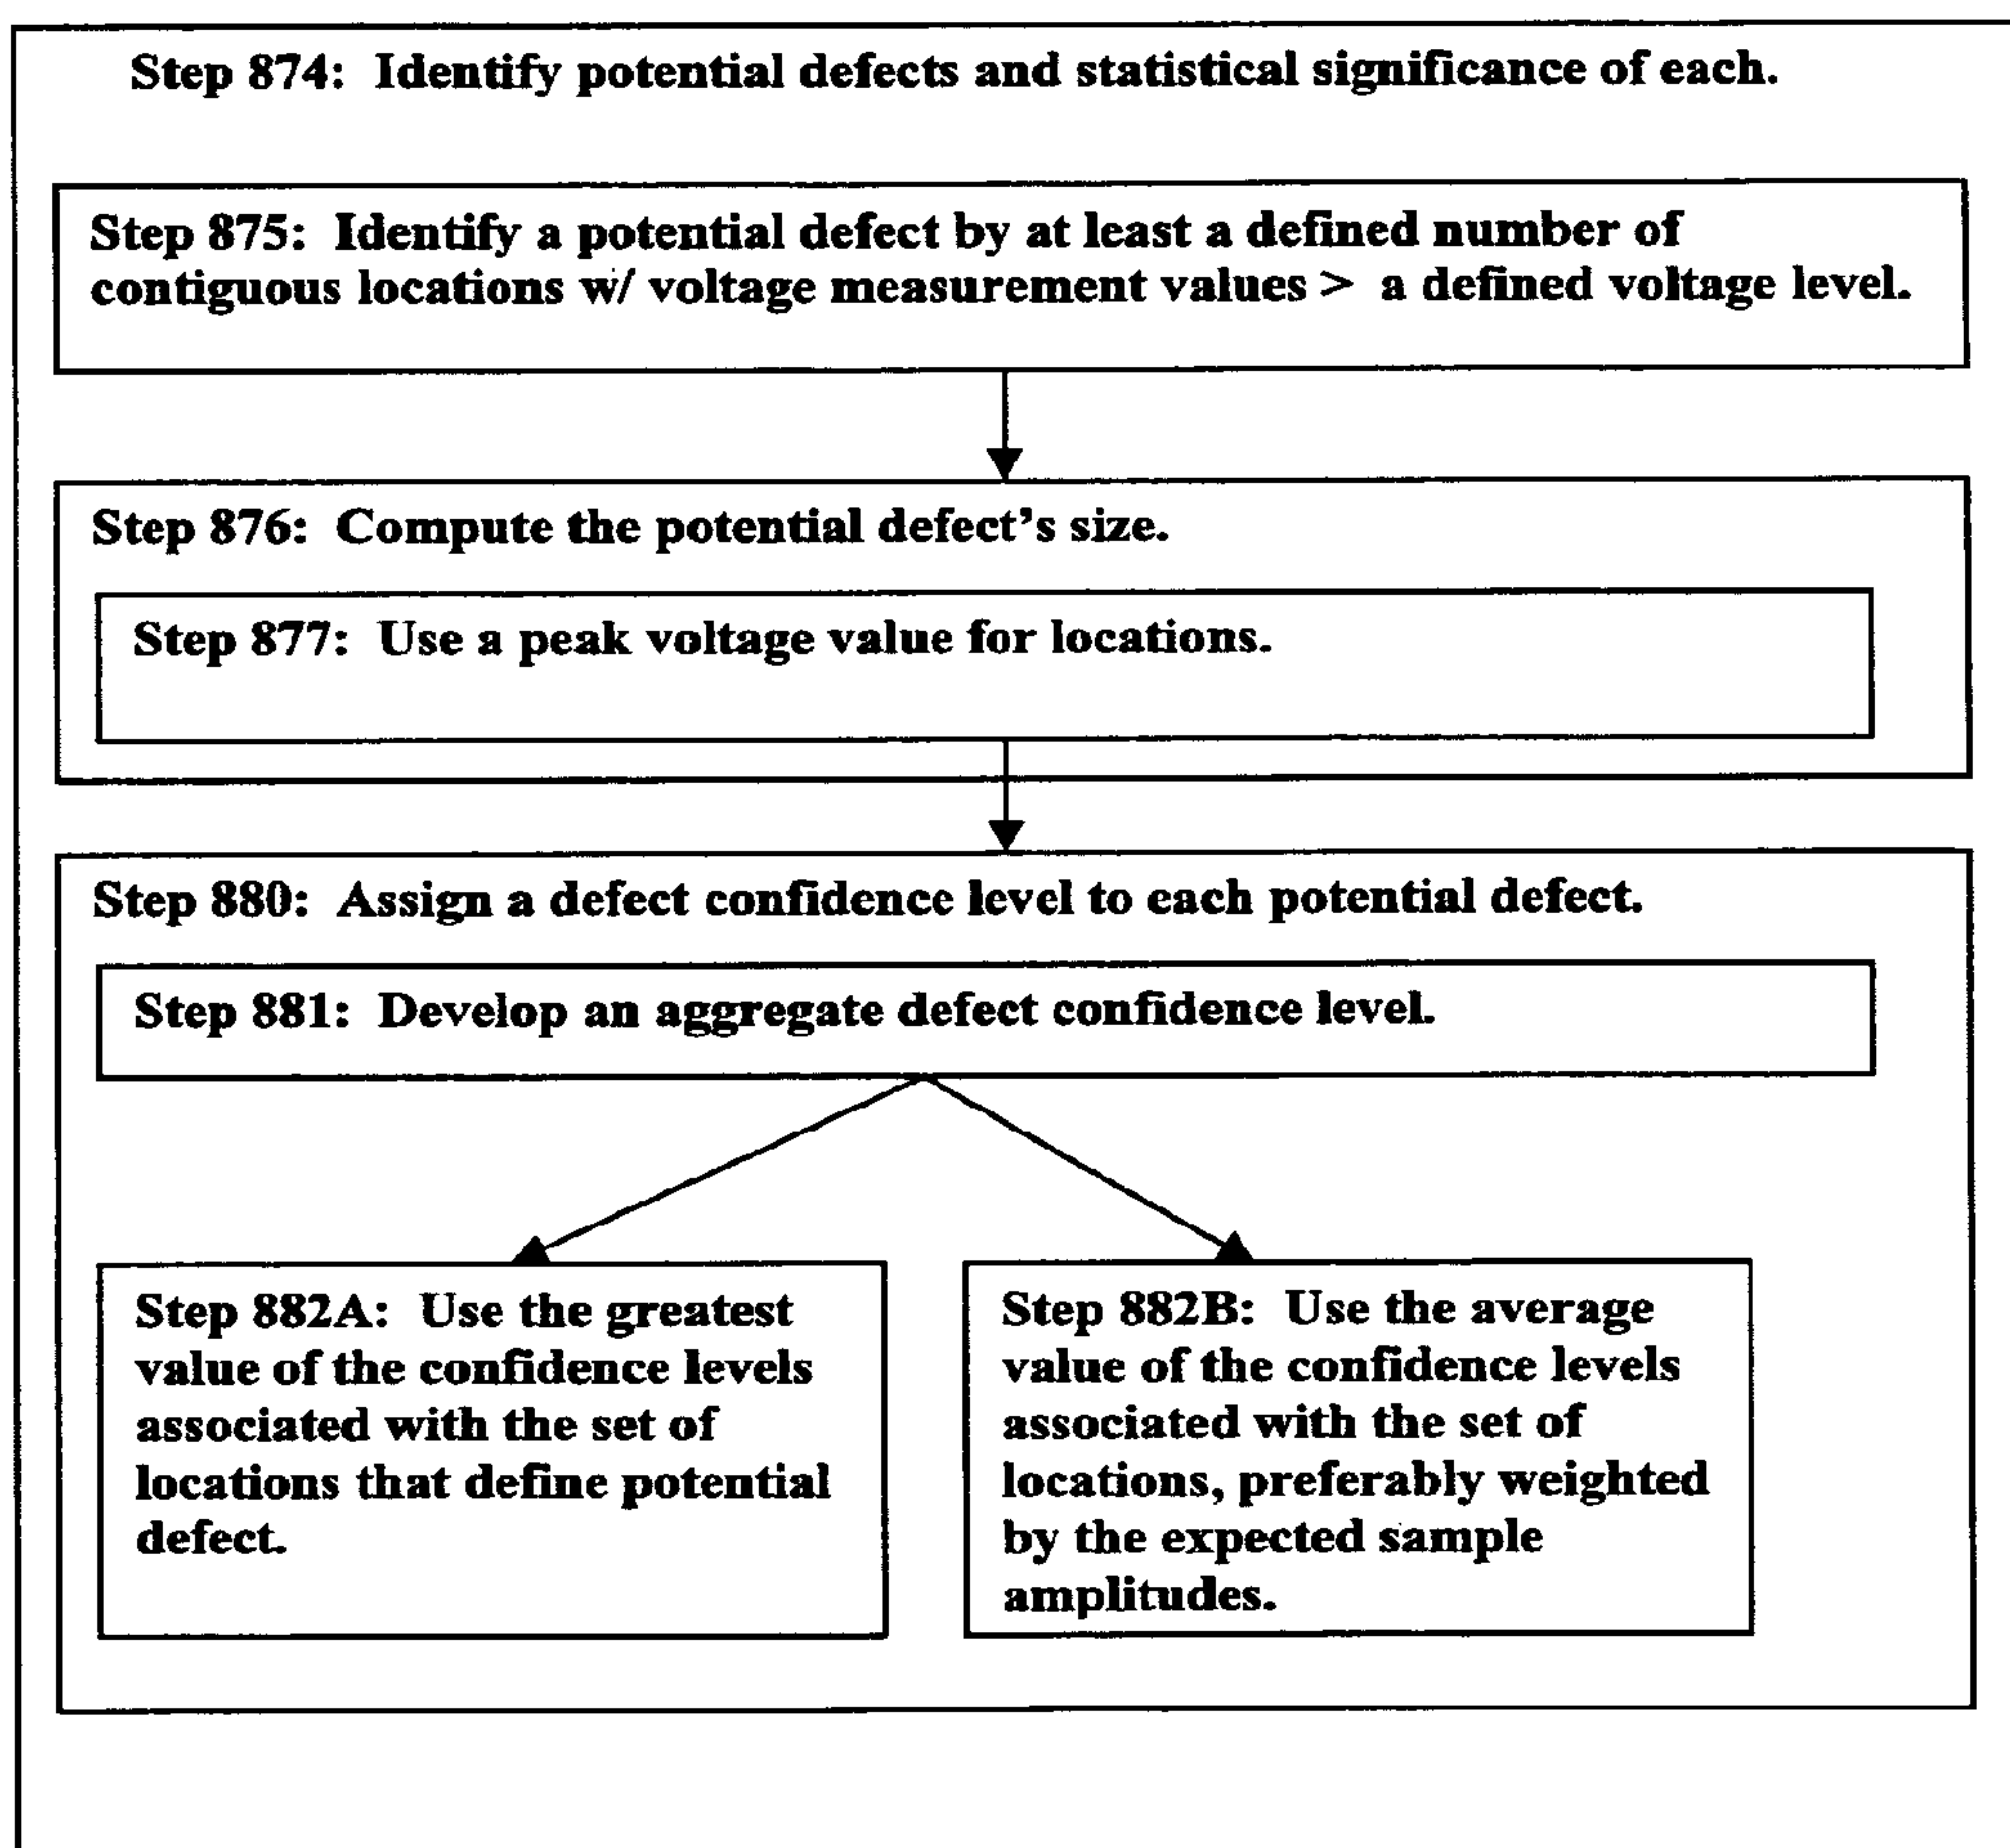 Step 874: Identify potential defects and statistical significance of each.
Step 875: Identify a potential defect by at least a defined number of
contiguous locations w/ voltage measurement values > a defined voltage level.
Step 876: Compute the potential defect's size.
Step 877: Use a peak voltage value for locations.
Step 880: Assign a defect confidence level to each potential defect.
Step 881: Develop an aggregate defect confidence level.
Step 882A: Use the greatest
value of the confidence levels
associated with the set of
locations that define potential
defect.
Step 882B: Use the average
value of the confidence levels
associated with the set of
locations, preferably weighted
by the expected sample
amplitudes.